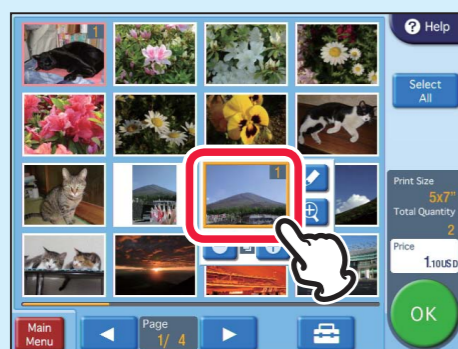 1
? Help
Select
All
1
Print Size
5x7"
Total Quantity
2
Price
1.10USD
OK
Main
Menu
Page
1/ 4